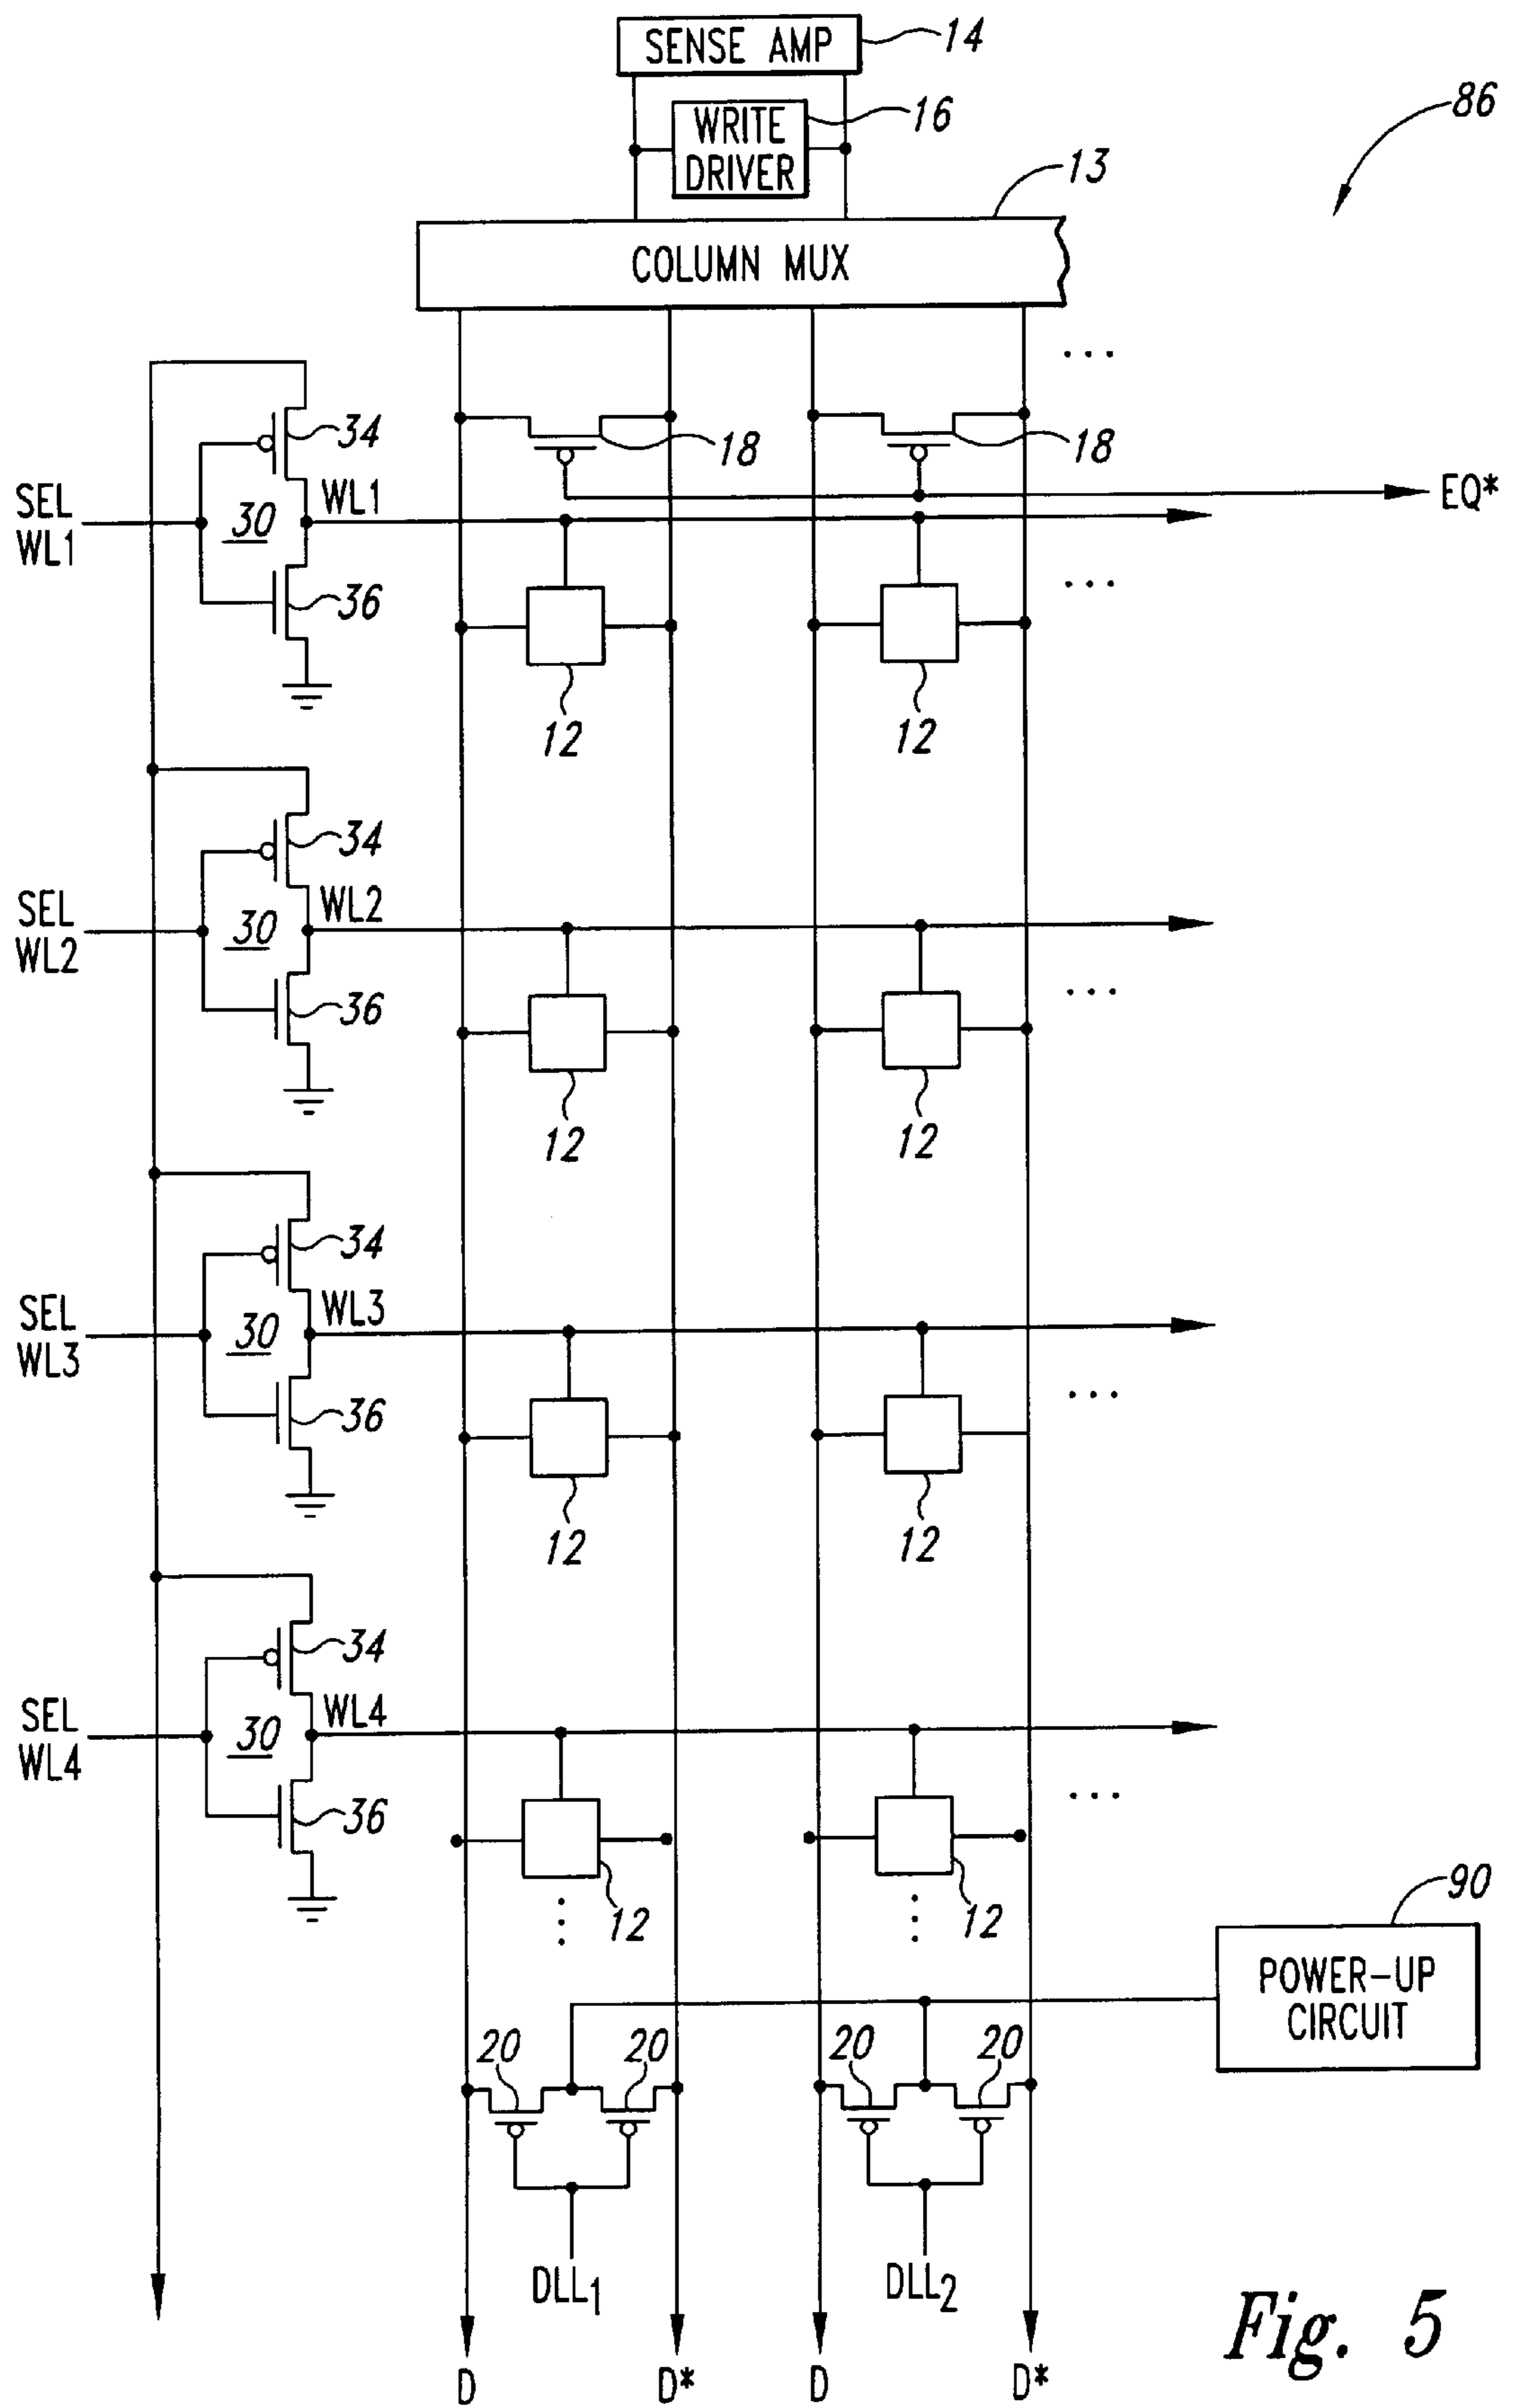 SENSE AMP
14
WRITE
DRIVER
16
86
13
COLUMN MUX
...
34
18
18
SEL
WL1
30
WL1
EQ*
36
...
12
12
34
SEL
WL2
30
WL2
36
...
12
12
34
SEL
WL3
30
WL3
36
...
12
12
34
SEL
WL4
30
WL4
36
...
12
12
90
POWER-UP
CIRCUIT
20
20
20
20
DLL1
DLL2
D
D*
D
D*
Fig. 5